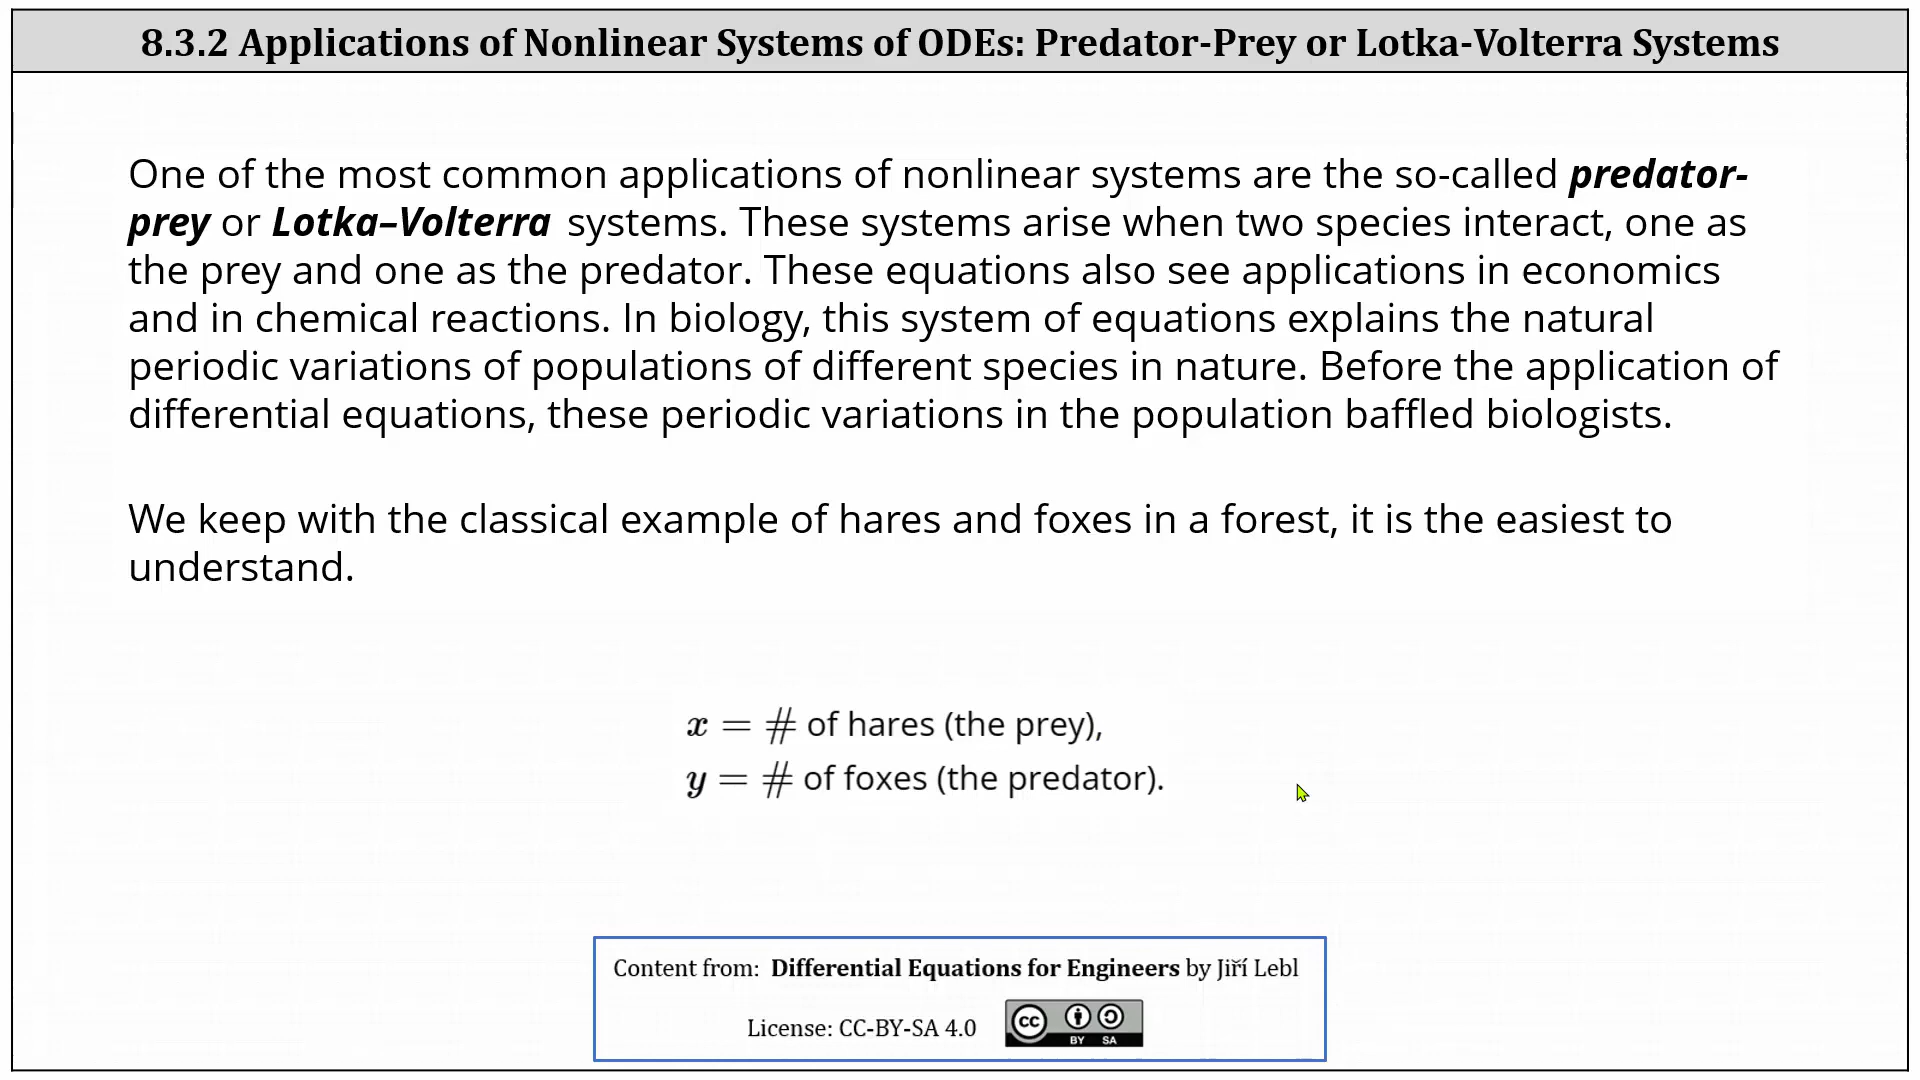 8.3.2 Applications of Nonlinear Systems of ODEs: Predator-Prey or Lotka-Volterra Systems
One of the most common applications of nonlinear systems are the so-called predator-
prey or Lotka–Volterra systems. These systems arise when two species interact, one as
the prey and one as the predator. These equations also see applications in economics
and in chemical reactions. In biology, this system of equations explains the natural
periodic variations of populations of different species in nature. Before the application of
differential equations, these periodic variations in the population baffled biologists.
We keep with the classical example of hares and foxes in a forest, it is the easiest to
understand.
x = # of hares (the prey),
y = # of foxes (the predator).
Content from: Differential Equations for Engineers by Jiří Lebl
License: CC-BY-SA 4.0
cc BY SA